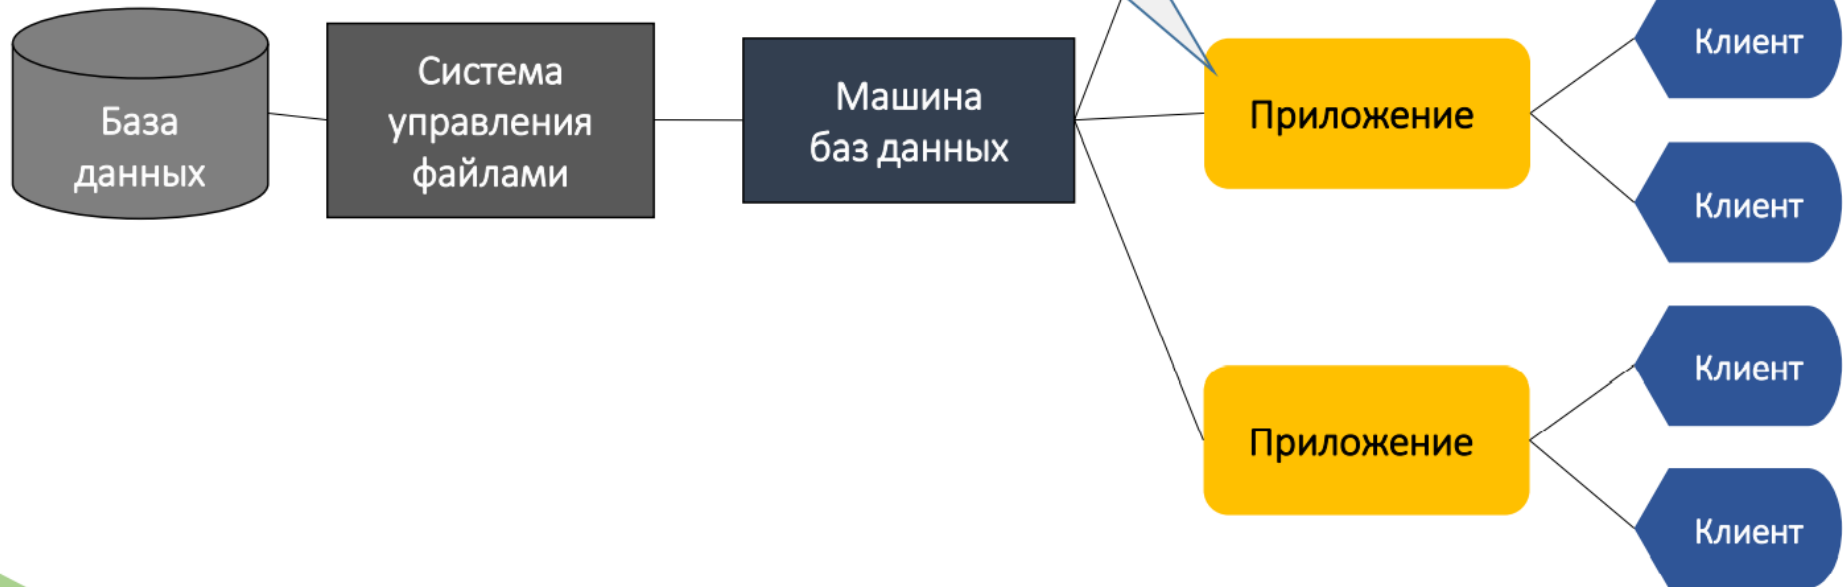 База
данных
Система
управления
файлами
Машина
баз данных
Приложение
Приложение
Клиент
Клиент
Клиент
Клиент